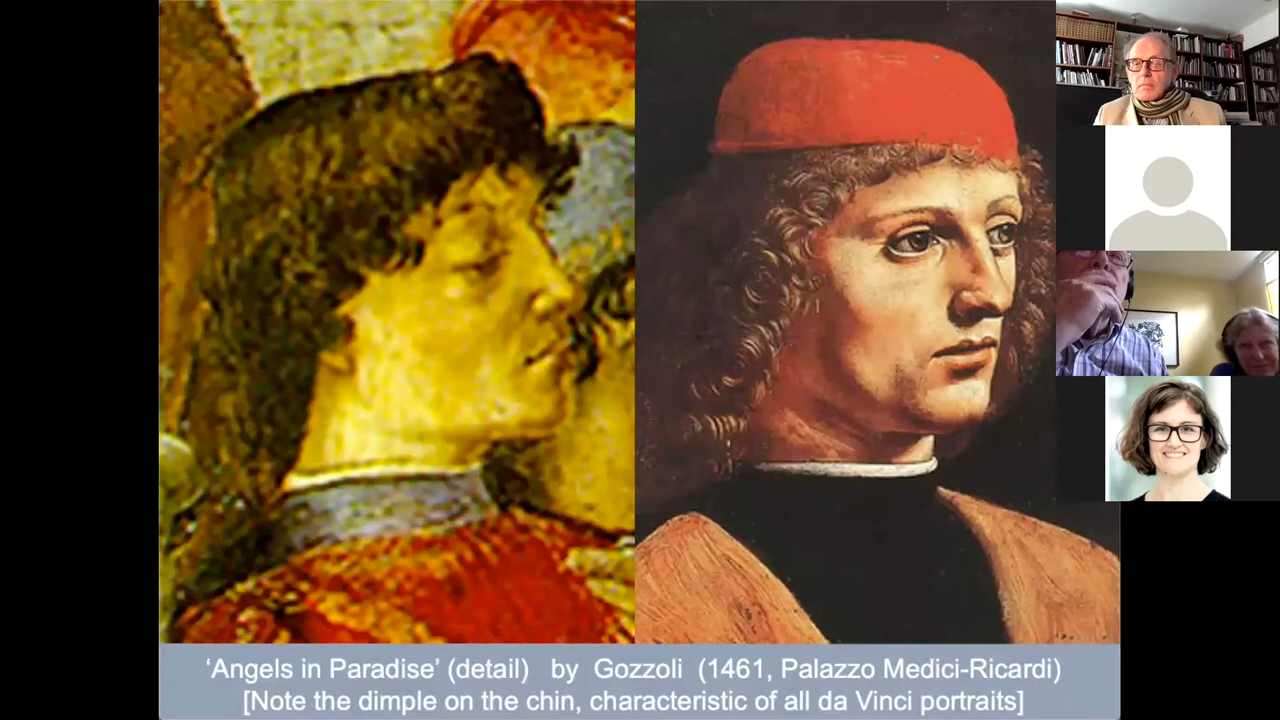 ‘Angels in Paradise’ (detail) by Gozzoli (1461, Palazzo Medici-Ricardi)
[Note the dimple on the chin, characteristic of all da Vinci portraits]